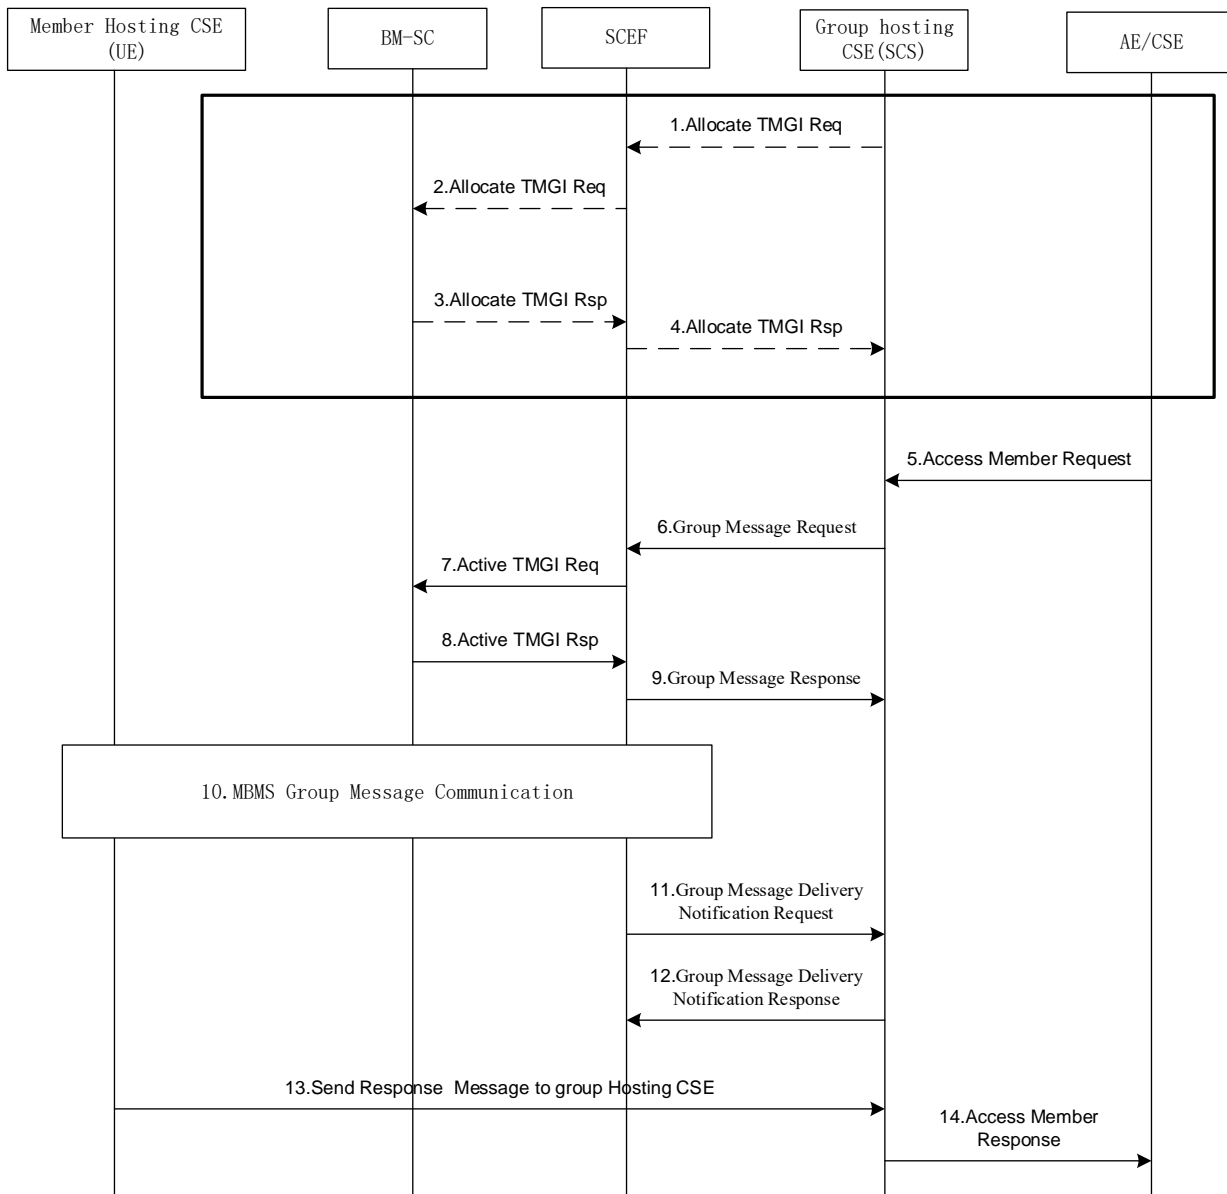 Member Hosting CSE
(UE)
BM-SC
SCEF
Group hosting
CSE(SCS)
AE/CSE
1.Allocate TMGI Req
2.Allocate TMGI Req
3.Allocate TMGI Rsp
4.Allocate TMGI Rsp
5.Access Member Request
6.Group Message Request
7.Active TMGI Req
8.Active TMGI Rsp
9.Group Message Response
10.MBMS Group Message Communication
11.Group Message Delivery
Notification Request
12.Group Message Delivery
Notification Response
13.Send Response  Message to group Hosting CSE
14.Access Member
Response